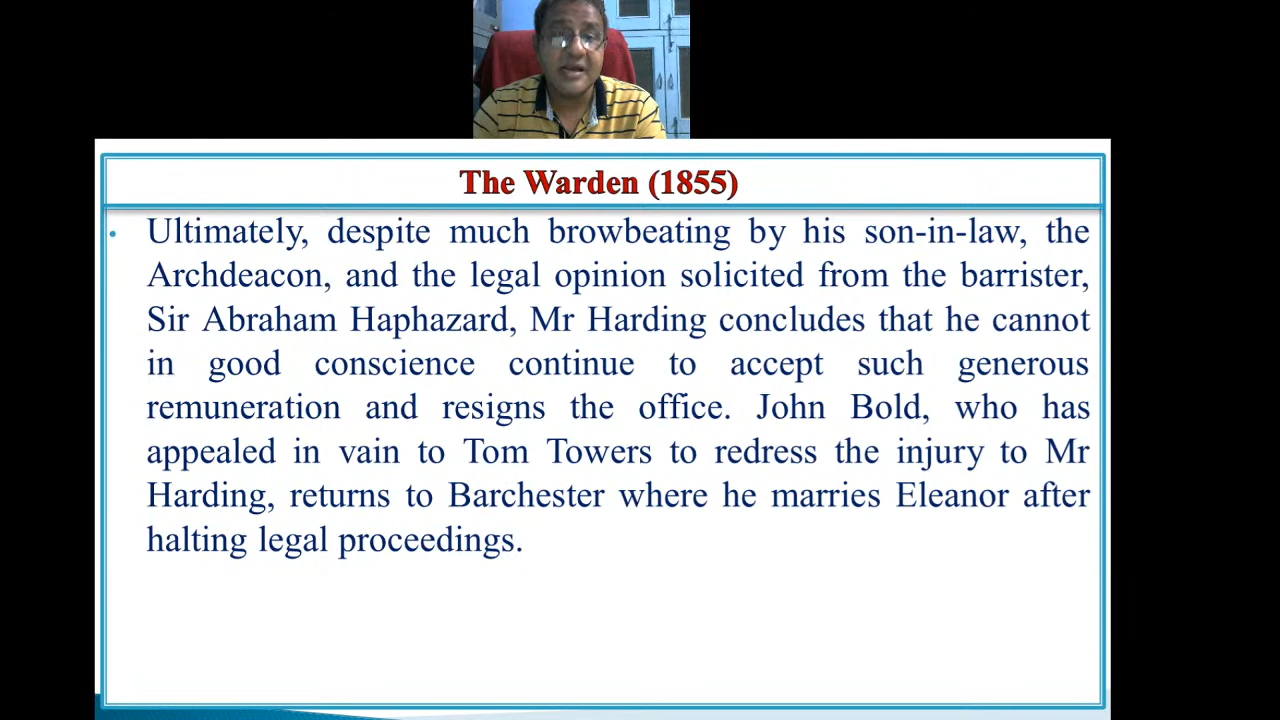 The Warden (1855)
• Ultimately, despite much browbeating by his son-in-law, the
Archdeacon, and the legal opinion solicited from the barrister,
Sir Abraham Haphazard, Mr Harding concludes that he cannot
in good conscience continue to accept such generous
remuneration and resigns the office. John Bold, who has
appealed in vain to Tom Towers to redress the injury to Mr
Harding, returns to Barchester where he marries Eleanor after
halting legal proceedings.